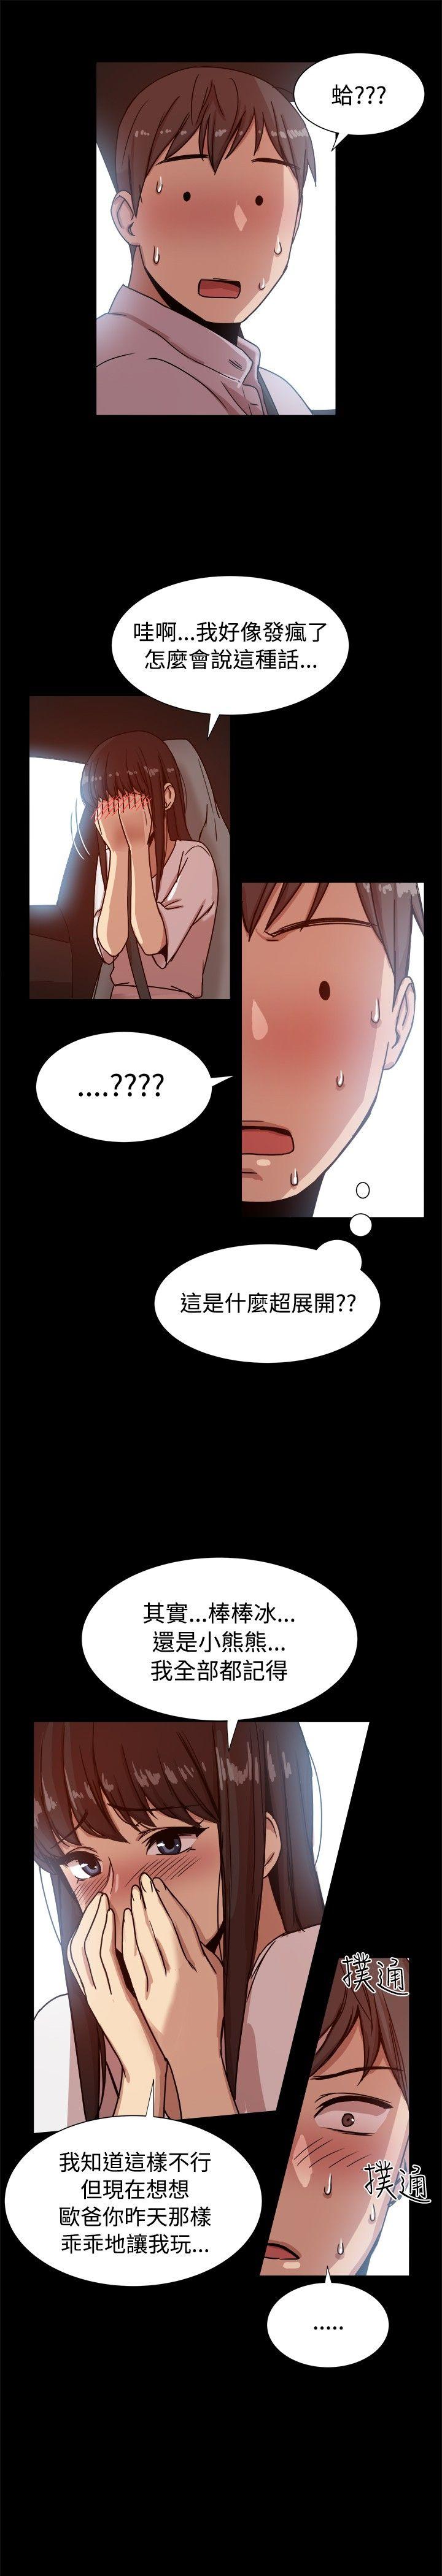 蛤???
哇啊...我好像發瘋了
怎麼會說這種話...
....????
這是什麼超展開??
其實...棒棒冰...
還是小熊熊...
我全部都記得
撲通
我知道這樣不行
但現在想想
歐爸你昨天那樣
乖乖地讓我玩...
撲通
.....